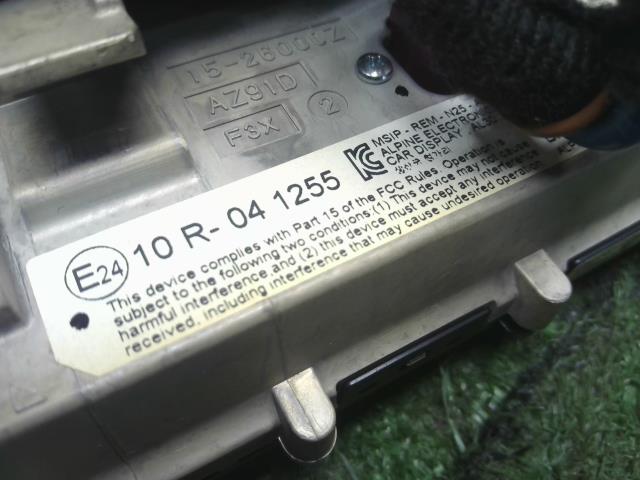 15-26000Z
AZ91D
F3X
2
E24
10 R- 04 1255
MSIP - REM - N25 -
ALPINE ELECTRO
CAR DISPLAY
This device complies with Part 15 of the FCC Rules. Operation is
subject to the following two conditions:(1) This device may not cause
harmful interference,and (2) this device must accept any interference
received, including interference that may cause undesired operation.